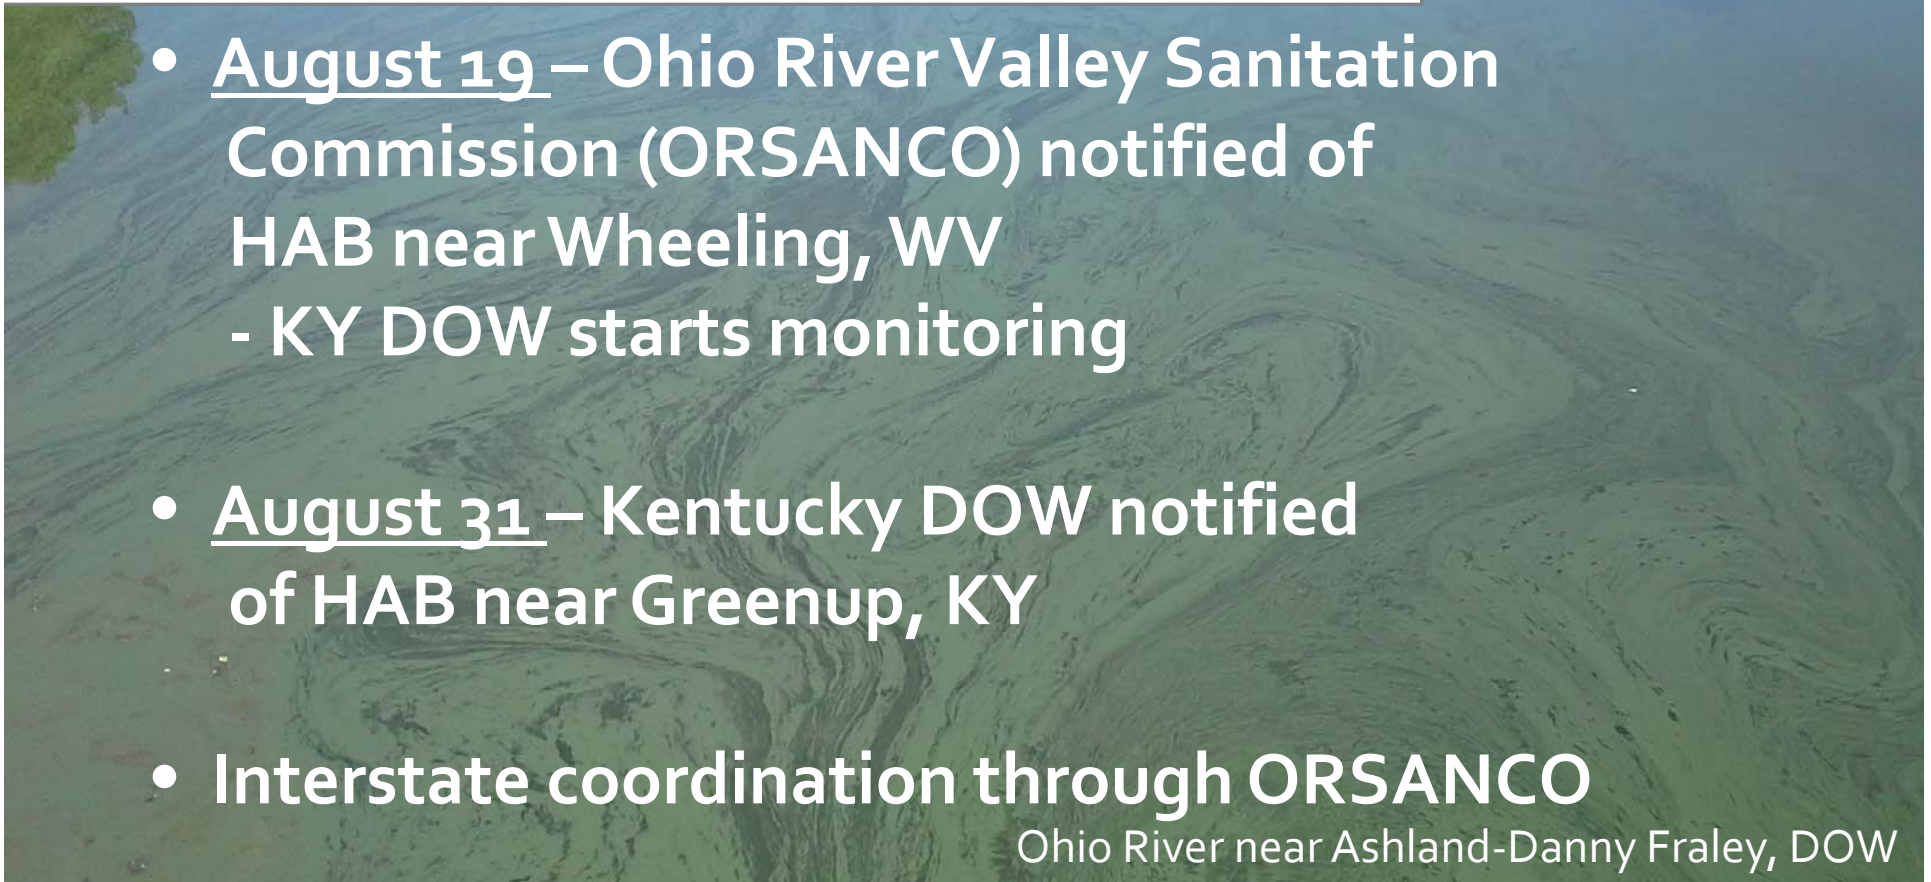 • August 19 – Ohio River Valley Sanitation
Commission (ORSANCO) notified of
HAB near Wheeling, WV
- KY DOW starts monitoring
• August 31 – Kentucky DOW notified
of HAB near Greenup, KY
• Interstate coordination through ORSANCO
Ohio River near Ashland-Danny Fraley, DOW